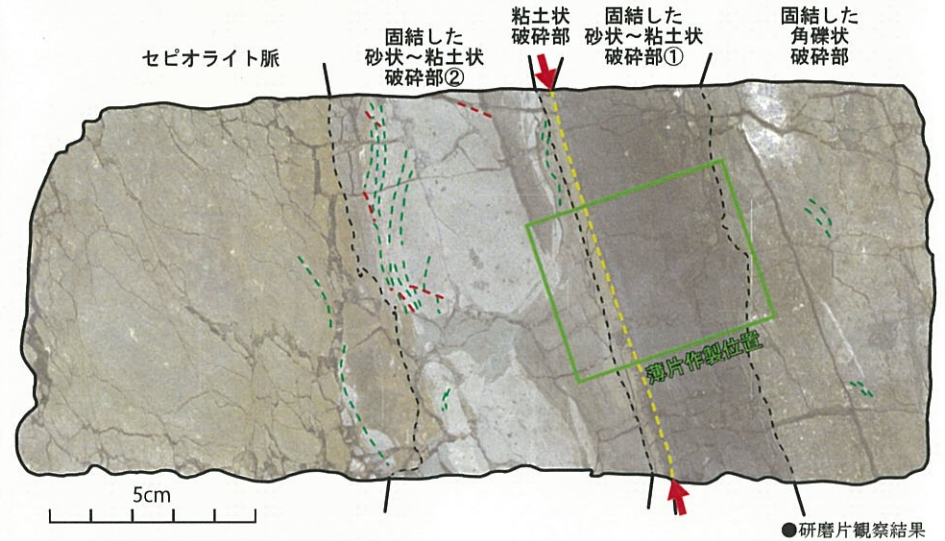 セピオライト脈
固結した
砂状～粘土状
破砕部②
粘土状
破砕部
固結した
砂状～粘土状
破砕部①
固結した
角礫状
破砕部
薄片作製位置
5cm
●研磨片観察結果